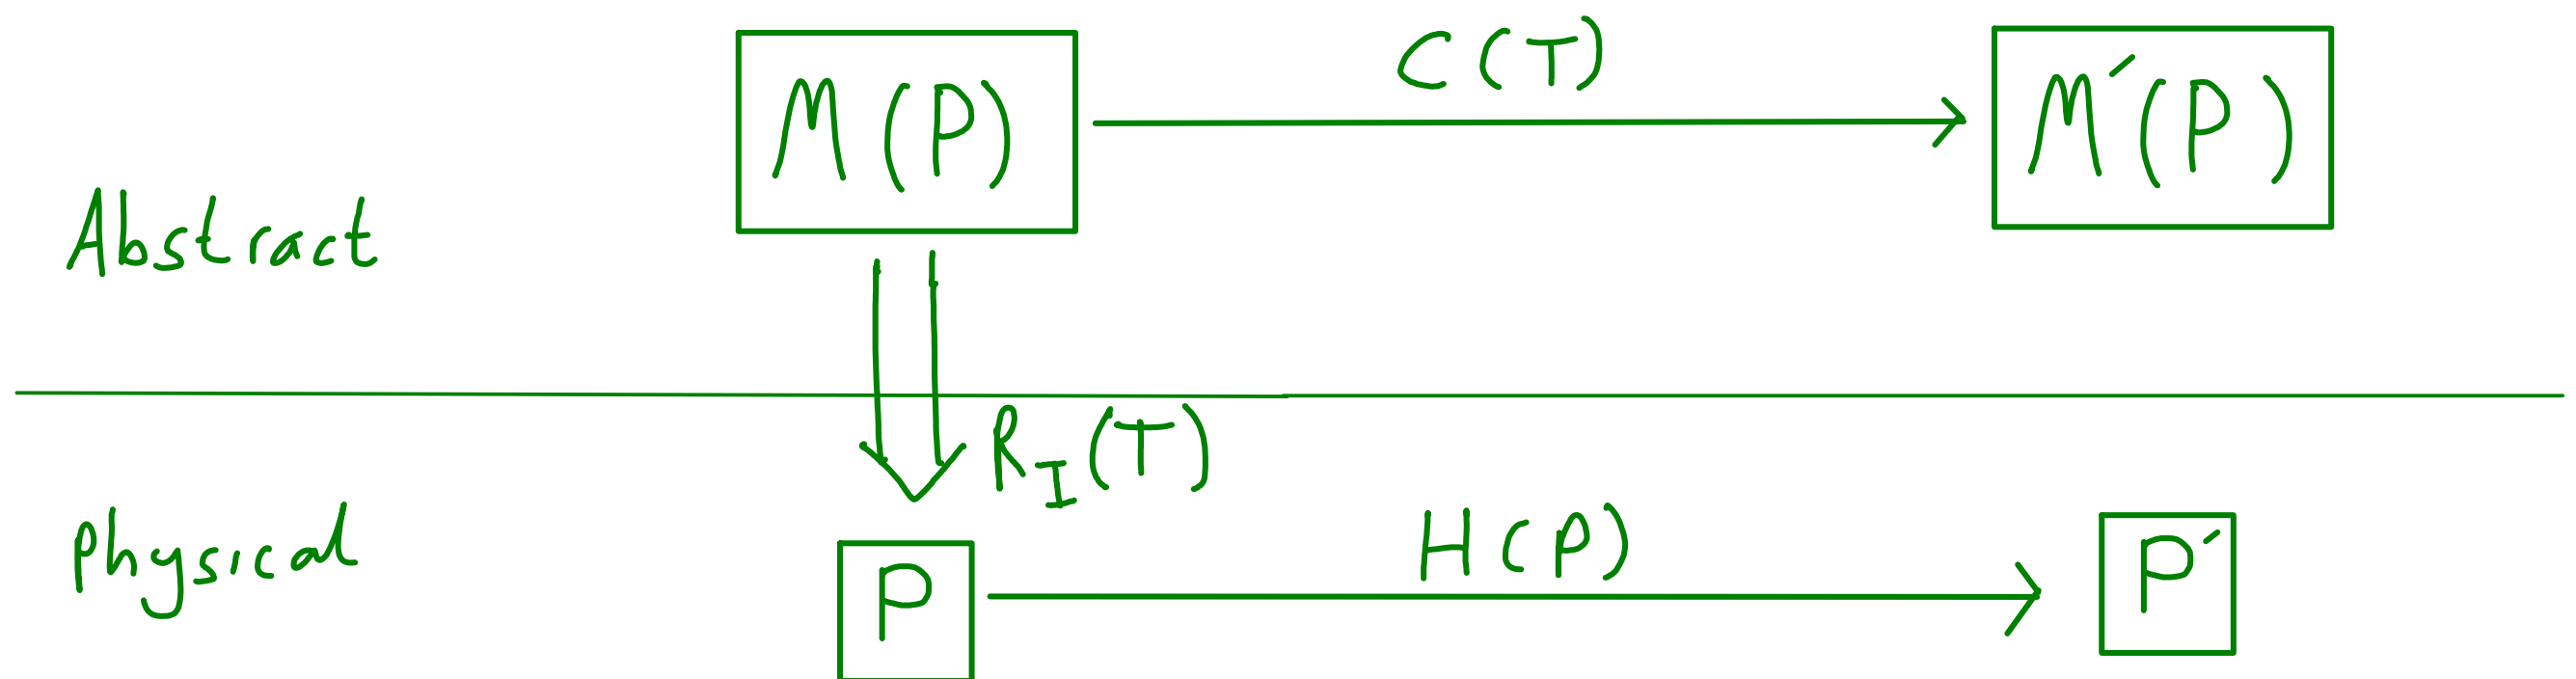 M(P) C(T) M′(P)
Abstract
R_I(T)
Physical
P H(P) P′